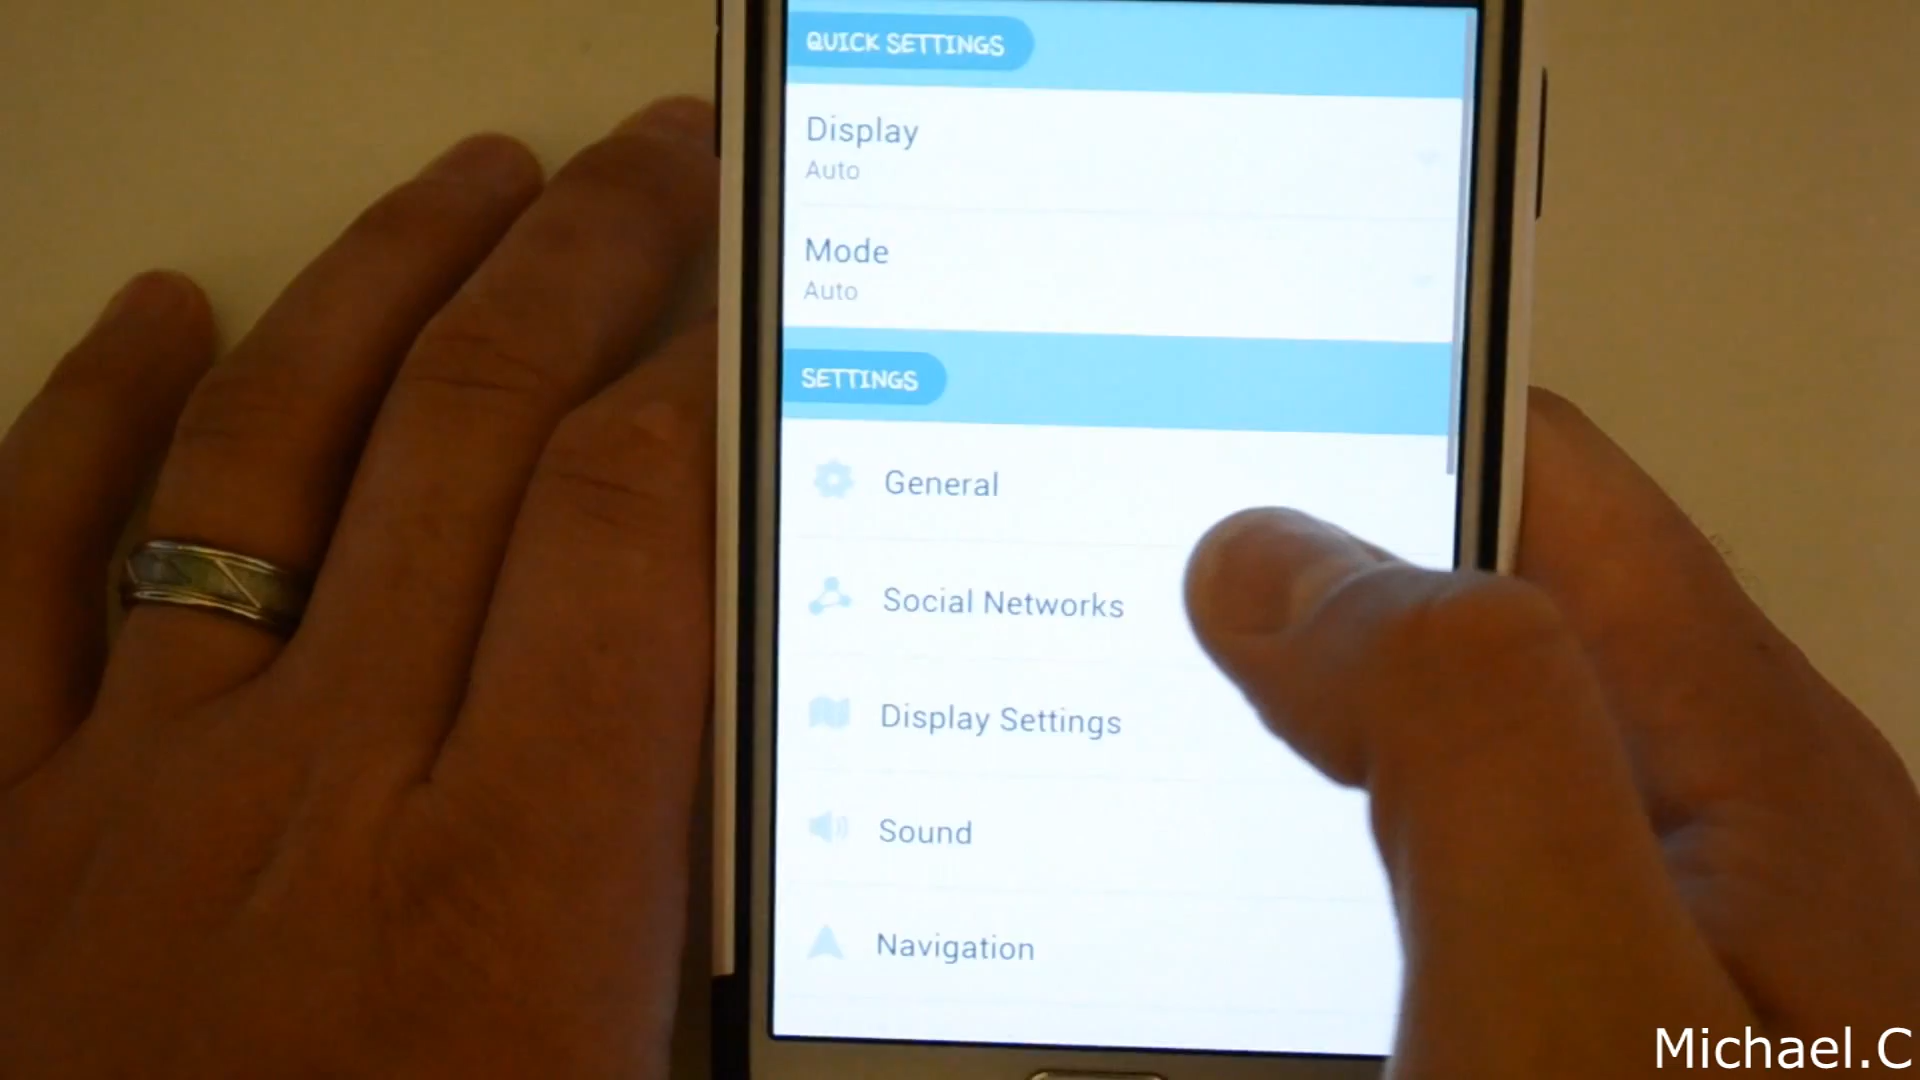 QUICK SETTINGS
Display
Auto
Mode
Auto
SETTINGS
General
Social Networks
Display Settings
Sound
Navigation
Michael.C